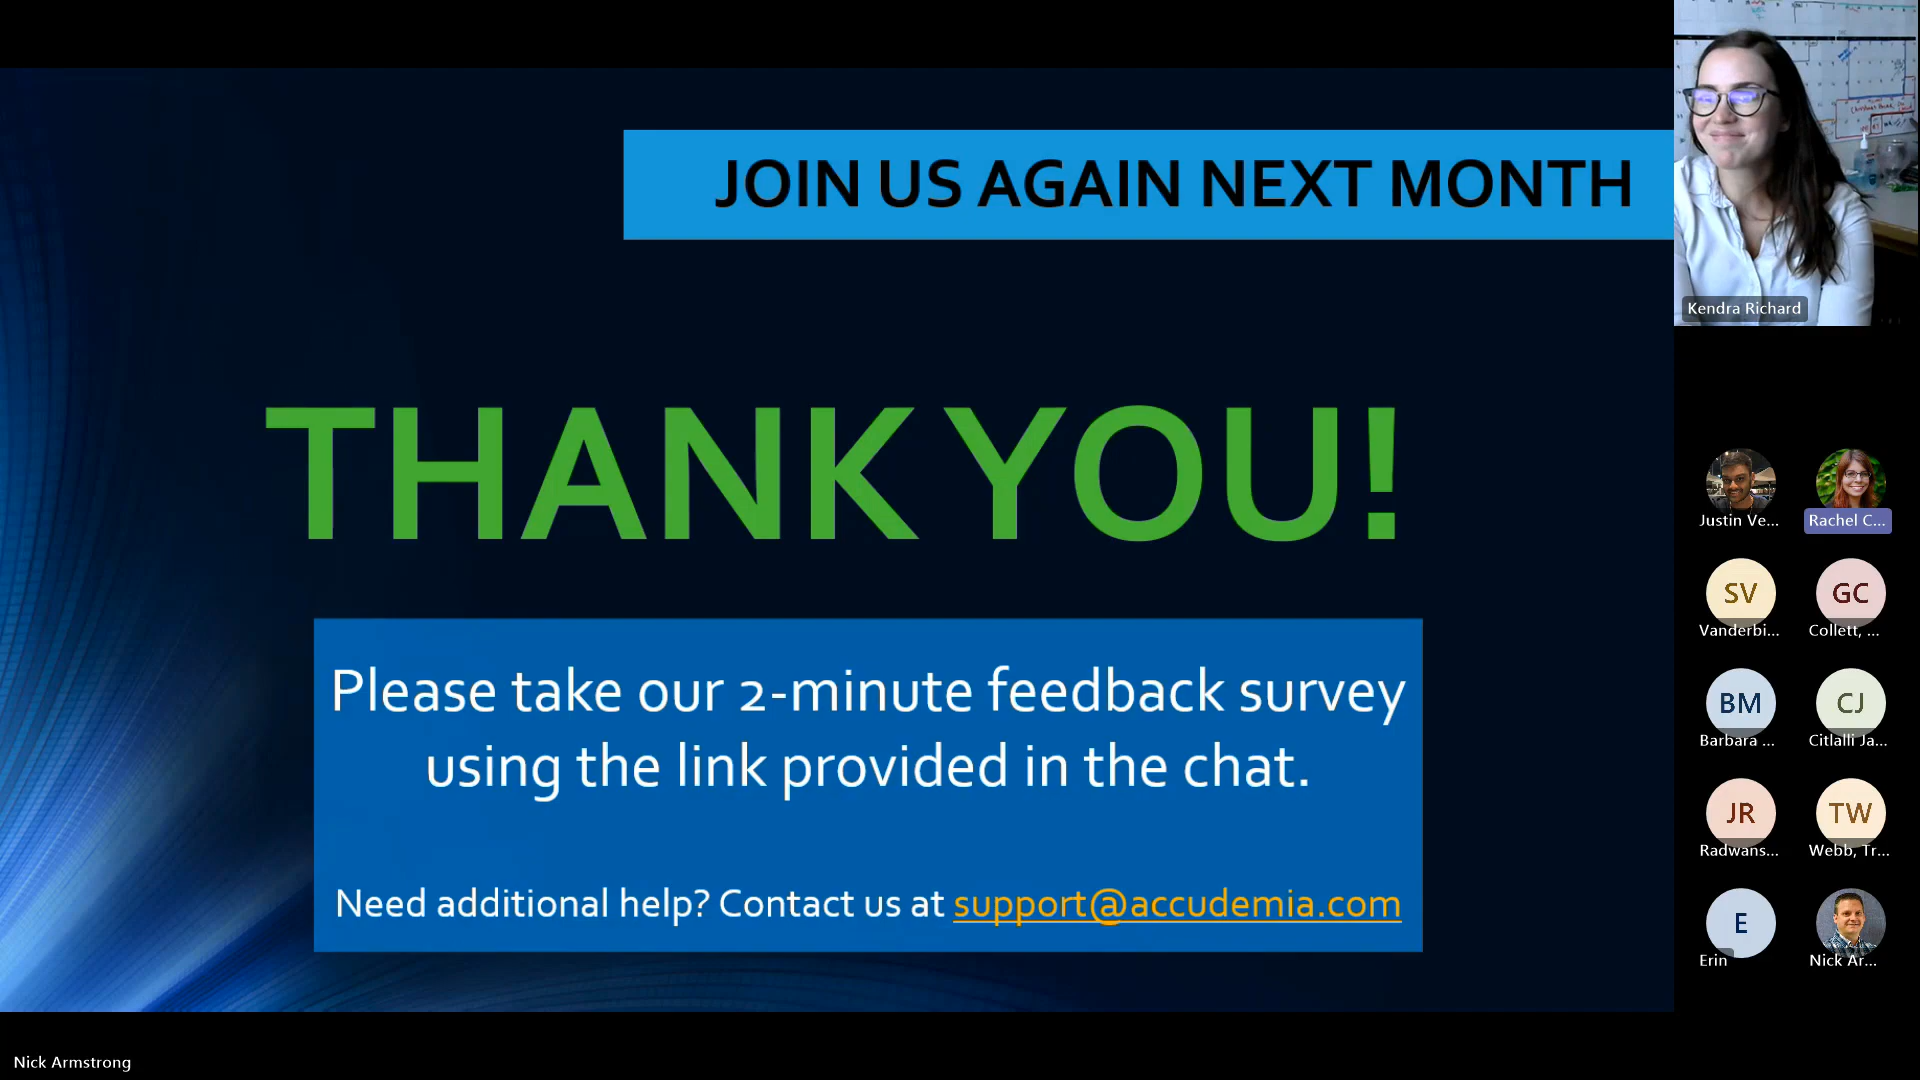 JOIN US AGAIN NEXT MONTH
THANK YOU!
Please take our 2-minute feedback survey
using the link provided in the chat.
Need additional help? Contact us at support@accudemia.com
Kendra Richard
Justin Ve...
Rachel C...
SV
Vanderbi...
GC
Collett, ...
BM
Barbara ...
CJ
Citlalli Ja...
JR
Radwans...
TW
Webb, Tr...
E
Erin
Nick Ar...
Nick Armstrong